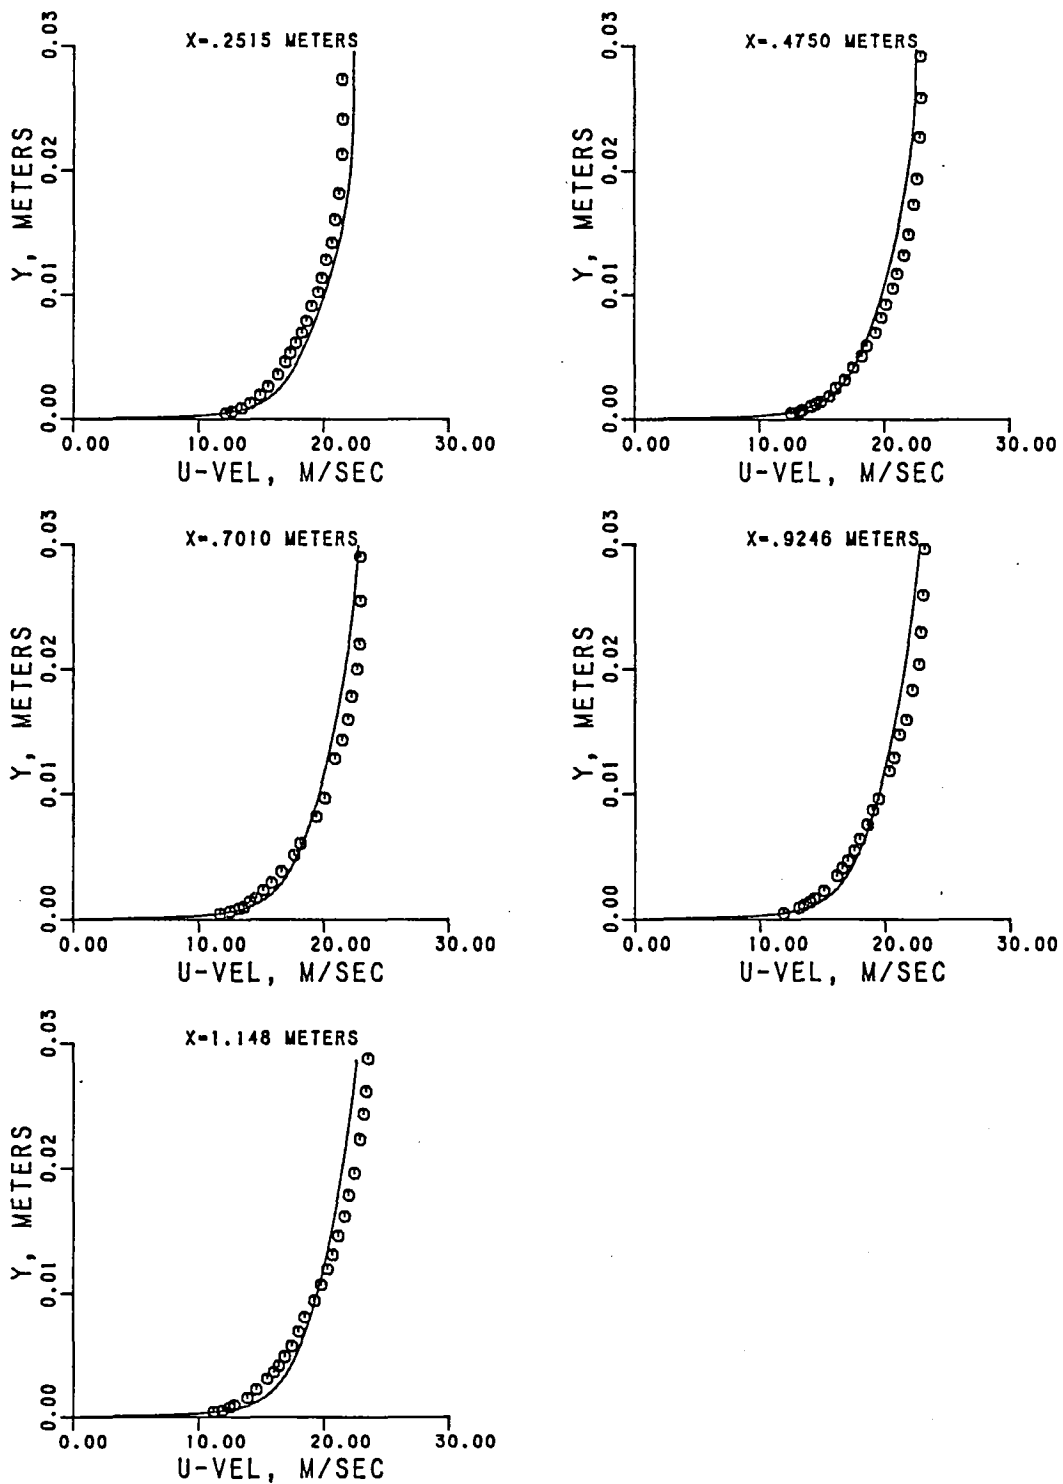 X=.2515 METERS
0.03
0.02
0.01
0.00
Y, METERS
0.00 10.00 20.00 30.00
U-VEL, M/SEC
X=.4750 METERS
0.03
0.02
0.01
0.00
Y, METERS
0.00 10.00 20.00 30.00
U-VEL, M/SEC
X=.7010 METERS
0.03
0.02
0.01
0.00
Y, METERS
0.00 10.00 20.00 30.00
U-VEL, M/SEC
X=.9246 METERS
0.03
0.02
0.01
0.00
Y, METERS
0.00 10.00 20.00 30.00
U-VEL, M/SEC
X=1.148 METERS
0.03
0.02
0.01
0.00
Y, METERS
0.00 10.00 20.00 30.00
U-VEL, M/SEC